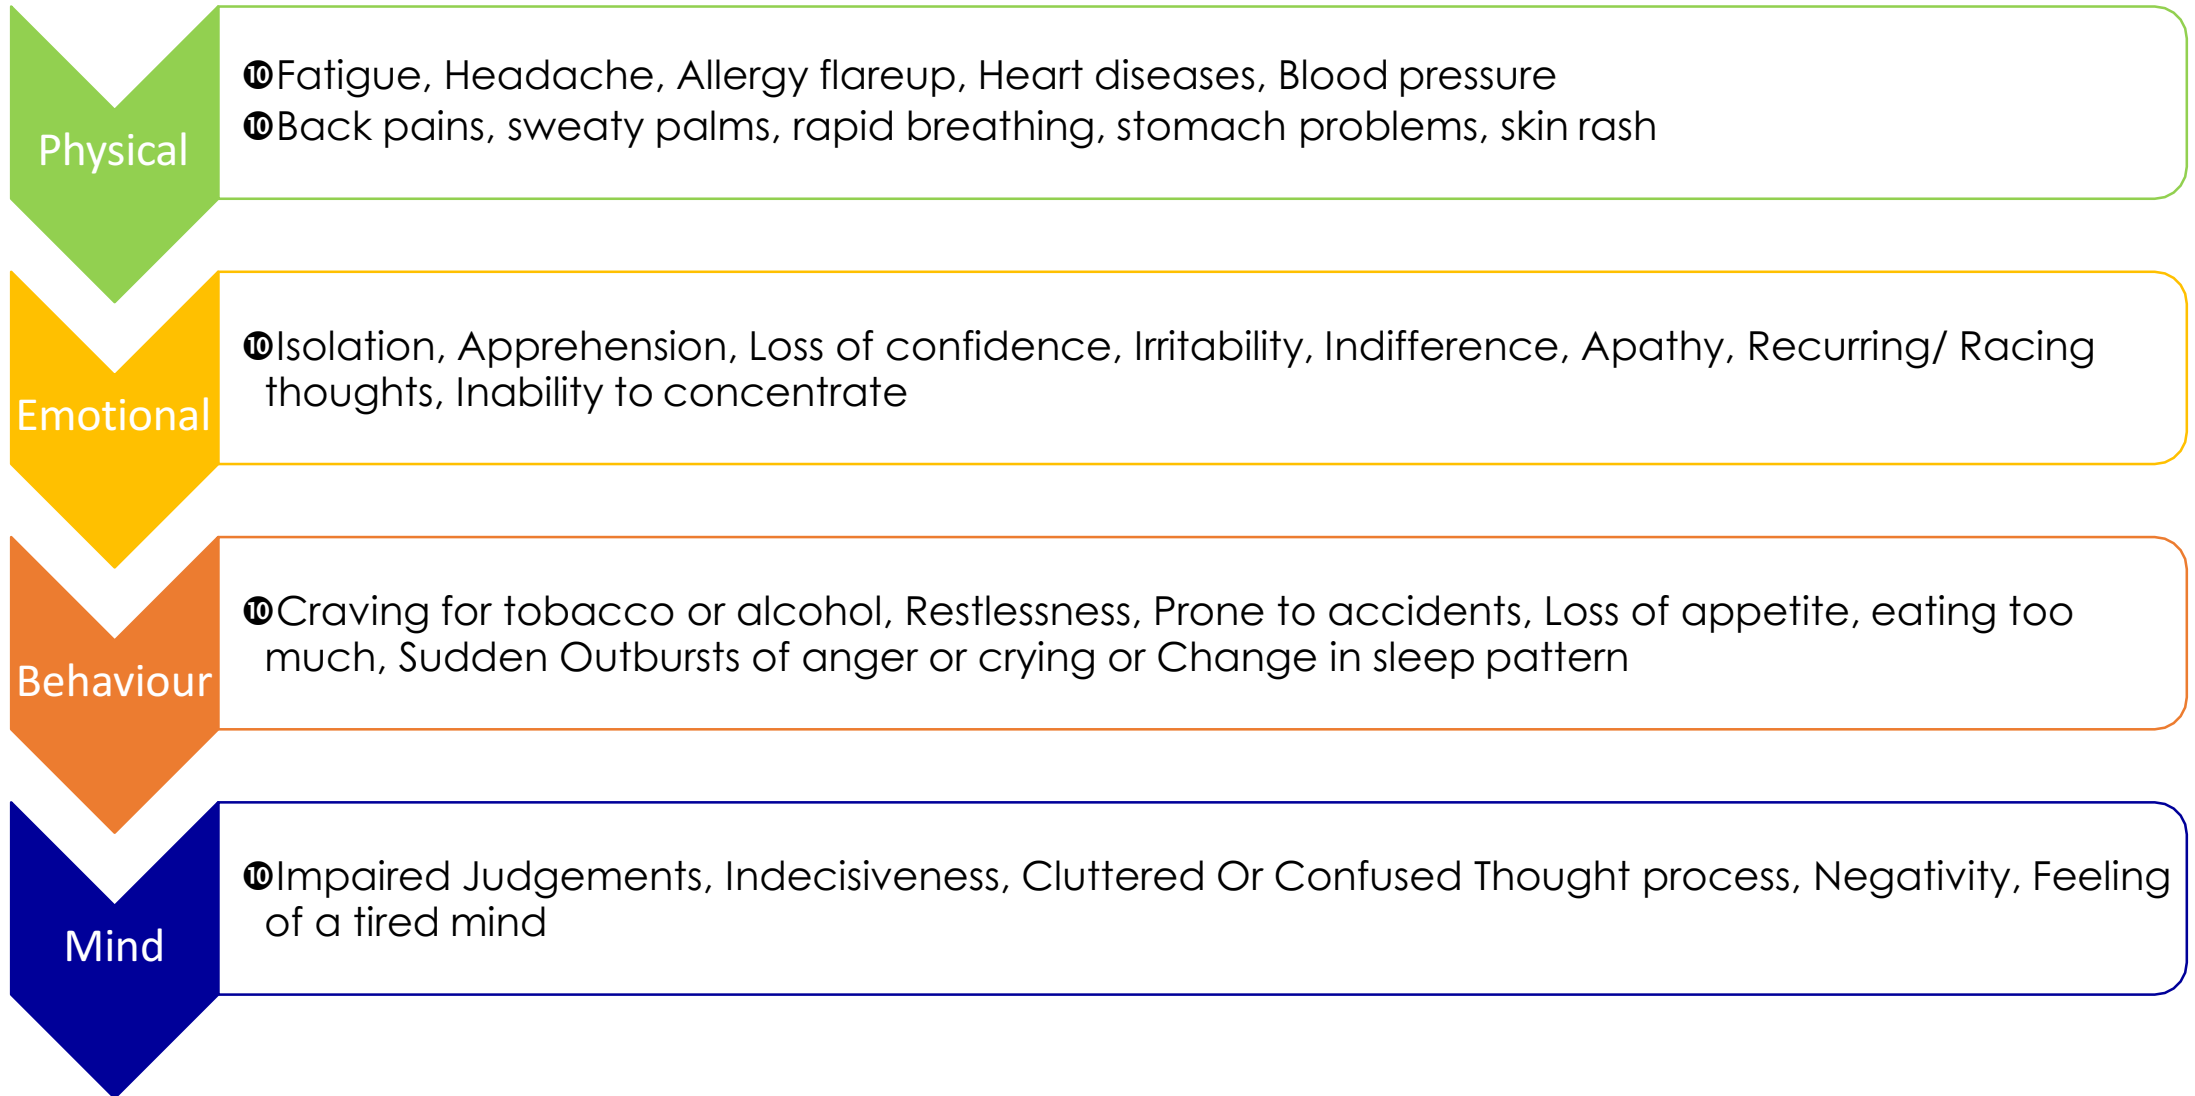 Physical
❿Fatigue, Headache, Allergy flareup, Heart diseases, Blood pressure
❿Back pains, sweaty palms, rapid breathing, stomach problems, skin rash
Emotional
❿Isolation, Apprehension, Loss of confidence, Irritability, Indifference, Apathy, Recurring/ Racing
thoughts, Inability to concentrate
Behaviour
❿Craving for tobacco or alcohol, Restlessness, Prone to accidents, Loss of appetite, eating too
much, Sudden Outbursts of anger or crying or Change in sleep pattern
Mind
❿Impaired Judgements, Indecisiveness, Cluttered Or Confused Thought process, Negativity, Feeling
of a tired mind